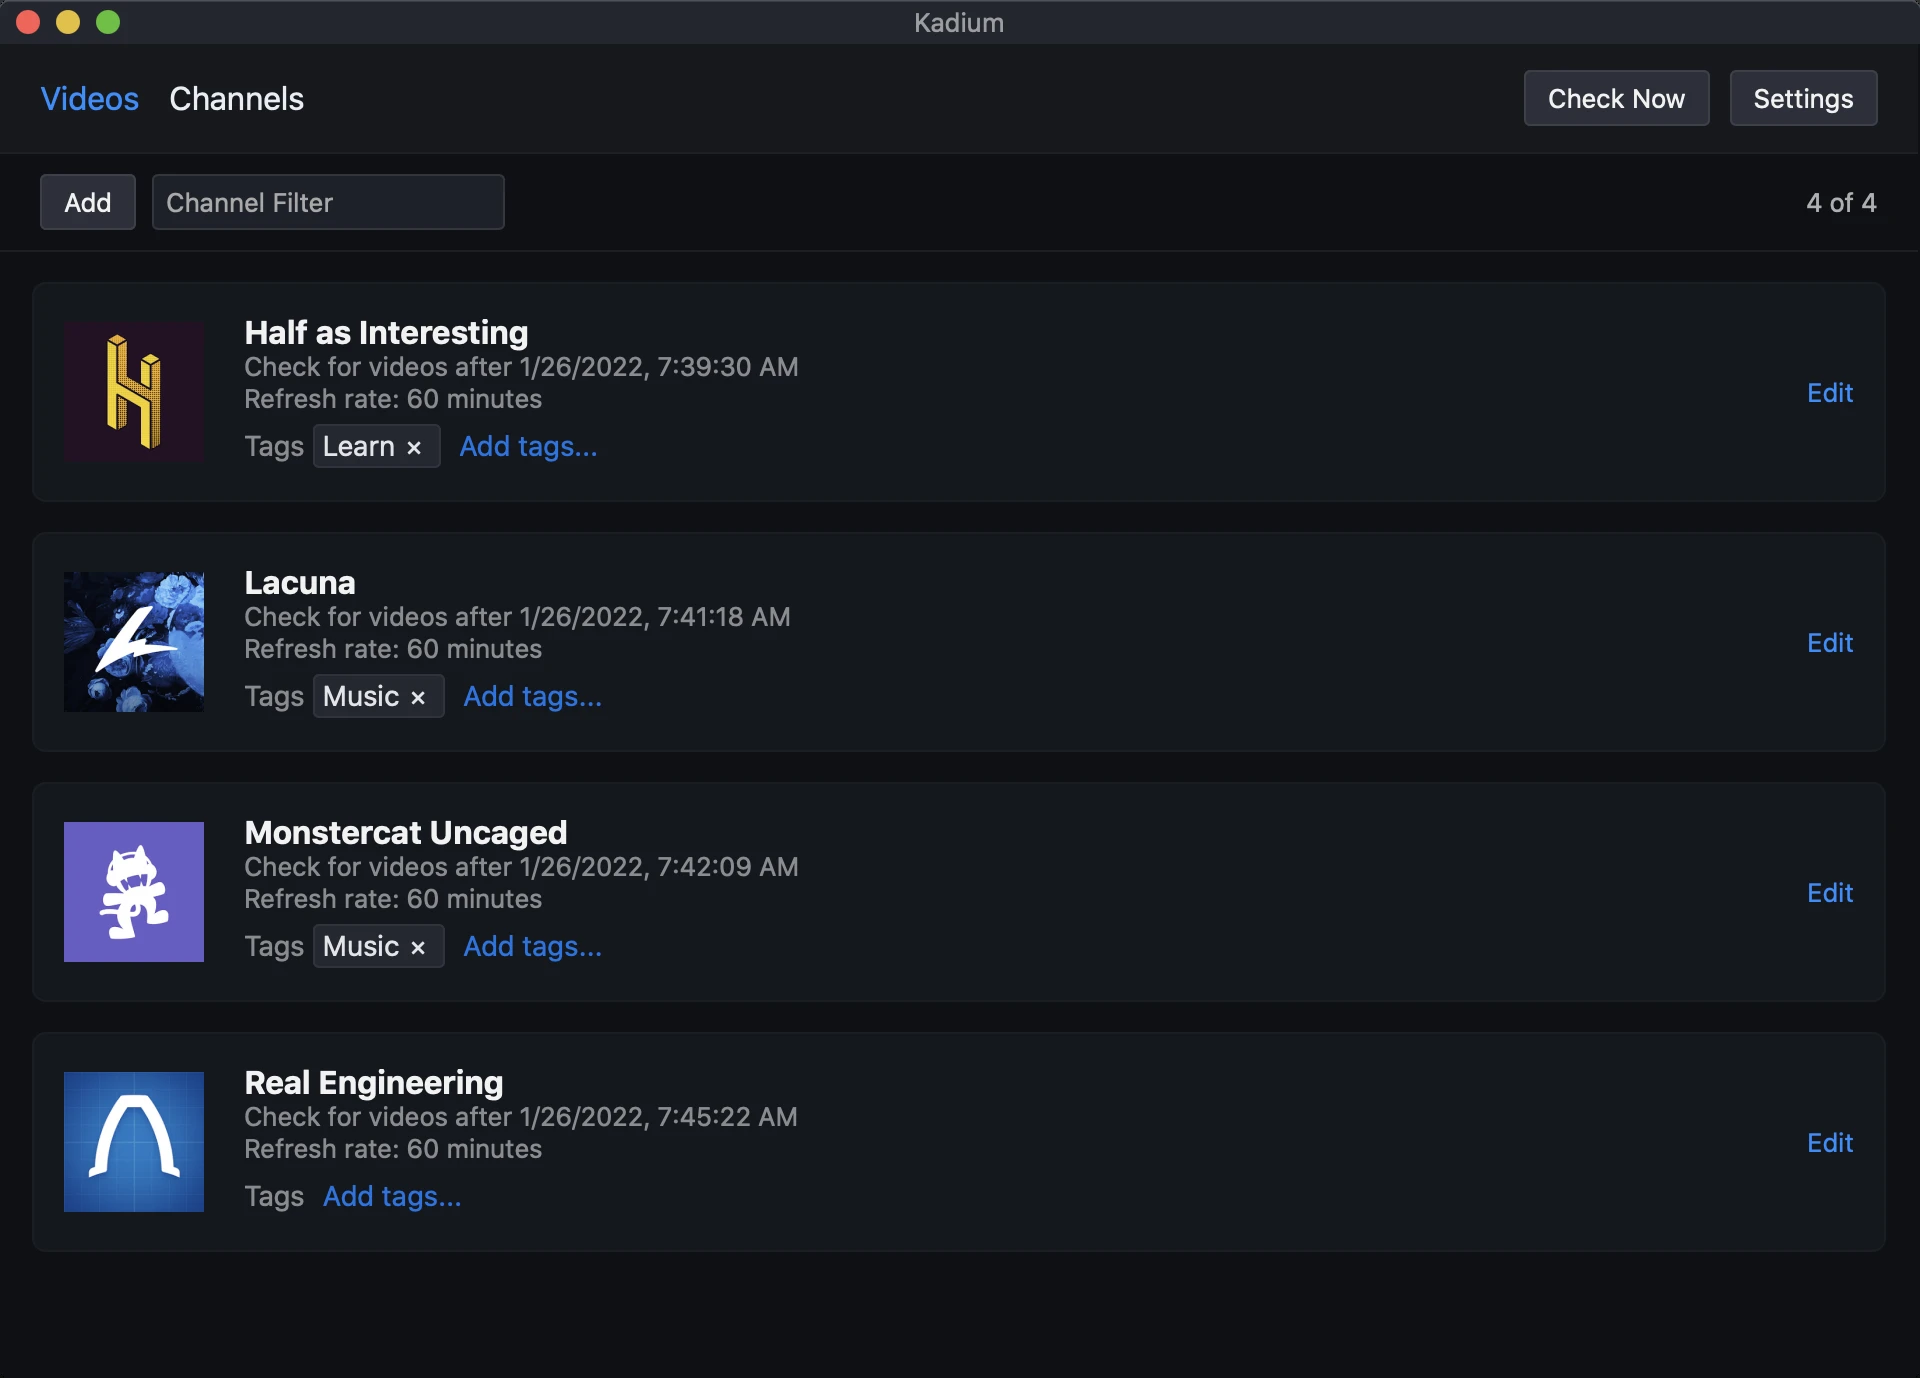 Kadium
Videos Channels Check Now Settings
Add Channel Filter 4 of 4
Half as Interesting
Check for videos after 1/26/2022, 7:39:30 AM
Refresh rate: 60 minutes
Edit
Tags Learn × Add tags...
Lacuna
Check for videos after 1/26/2022, 7:41:18 AM
Refresh rate: 60 minutes
Edit
Tags Music × Add tags...
Monstercat Uncaged
Check for videos after 1/26/2022, 7:42:09 AM
Refresh rate: 60 minutes
Edit
Tags Music × Add tags...
Real Engineering
Check for videos after 1/26/2022, 7:45:22 AM
Refresh rate: 60 minutes
Edit
Tags Add tags...